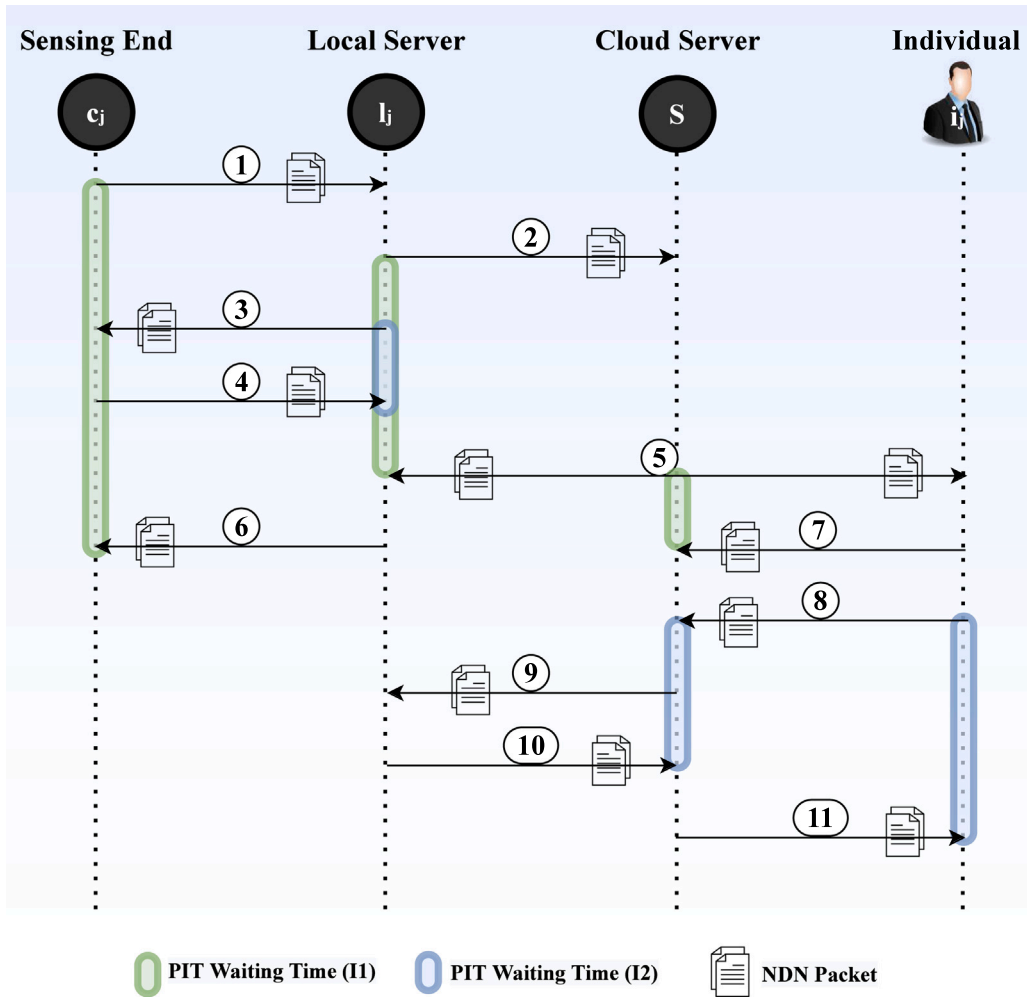 Sensing End
Local Server
Cloud Server
Individual
cj
lj
S
ij
1
2
3
4
5
6
7
8
9
10
11
PIT Waiting Time (I1)
PIT Waiting Time (I2)
NDN Packet